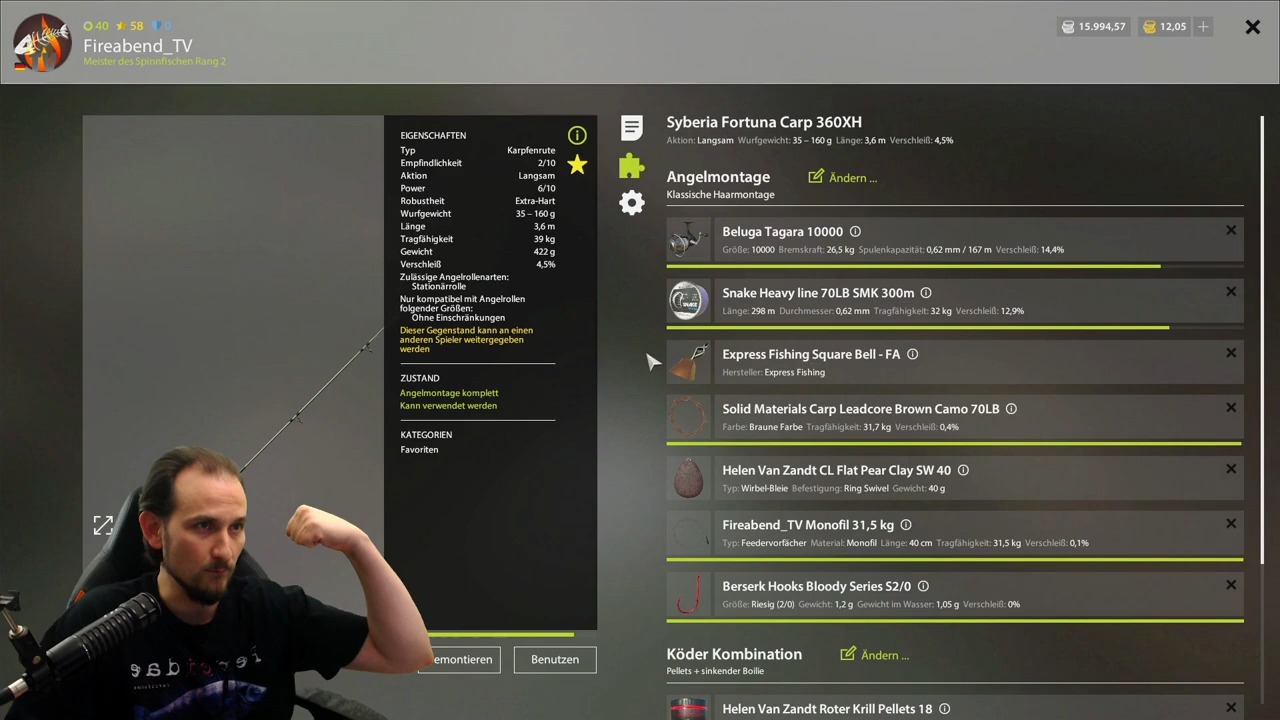 40 58 0
Fireabend_TV
Meister des Spinnfischen Rang 2
15.994,57 12,05
EIGENSCHAFTEN
Typ Karpfenrute
Empfindlichkeit 2/10
Aktion Langsam
Power 6/10
Robustheit Extra-Hart
Wurfgewicht 35 – 160 g
Länge 3,6 m
Tragfähigkeit 39 kg
Gewicht 422 g
Verschleiß 4,5%
Zulässige Angelrollenarten:
Stationärrolle
Nur kompatibel mit Angelrollen
folgender Größen:
Ohne Einschränkungen
Dieser Gegenstand kann an einen
anderen Spieler weitergegeben
werden
ZUSTAND
Angelmontage komplett
Kann verwendet werden
KATEGORIEN
Favoriten
emontieren Benutzen
Syberia Fortuna Carp 360XH
Aktion: Langsam Wurfgewicht: 35 – 160 g Länge: 3,6 m Verschleiß: 4,5%
Angelmontage Ändern ...
Klassische Haarmontage
Beluga Tagara 10000
Größe: 10000 Bremskraft: 26,5 kg Spulenkapazität: 0,62 mm / 167 m Verschleiß: 14,4%
Snake Heavy line 70LB SMK 300m
Länge: 298 m Durchmesser: 0,62 mm Tragfähigkeit: 32 kg Verschleiß: 12,9%
Express Fishing Square Bell - FA
Hersteller: Express Fishing
Solid Materials Carp Leadcore Brown Camo 70LB
Farbe: Braune Farbe Tragfähigkeit: 31,7 kg Verschleiß: 0,4%
Helen Van Zandt CL Flat Pear Clay SW 40
Typ: Wirbel-Bleie Befestigung: Ring Swivel Gewicht: 40 g
Fireabend_TV Monofil 31,5 kg
Typ: Feedervorfächer Material: Monofil Länge: 40 cm Tragfähigkeit: 31,5 kg Verschleiß: 0,1%
Berserk Hooks Bloody Series S2/0
Größe: Riesig (2/0) Gewicht: 1,2 g Gewicht im Wasser: 1,05 g Verschleiß: 0%
Köder Kombination Ändern ...
Pellets + sinkender Boilie
Helen Van Zandt Roter Krill Pellets 18